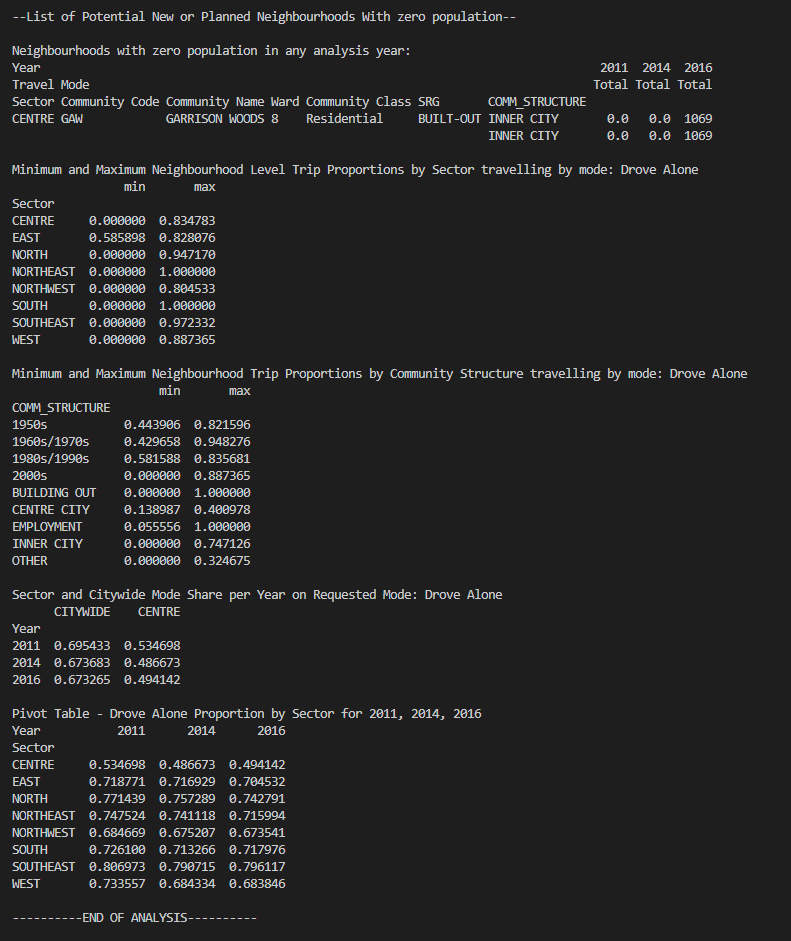 --List of Potential New or Planned Neighbourhoods With zero population--
Neighbourhoods with zero population in any analysis year:
Year 2011 2014 2016
Travel Mode Total Total Total
Sector Community Code Community Name Ward Community Class SRG COMM_STRUCTURE
CENTRE GAW GARRISON WOODS 8 Residential BUILT-OUT INNER CITY 0.0 0.0 1069
INNER CITY 0.0 0.0 1069
Minimum and Maximum Neighbourhood Level Trip Proportions by Sector travelling by mode: Drove Alone
min max
Sector
CENTRE 0.000000 0.834783
EAST 0.585898 0.828076
NORTH 0.000000 0.947170
NORTHEAST 0.000000 1.000000
NORTHWEST 0.000000 0.804533
SOUTH 0.000000 1.000000
SOUTHEAST 0.000000 0.972332
WEST 0.000000 0.887365
Minimum and Maximum Neighbourhood Trip Proportions by Community Structure travelling by mode: Drove Alone
min max
COMM_STRUCTURE
1950s 0.443906 0.821596
1960s/1970s 0.429658 0.948276
1980s/1990s 0.581588 0.835681
2000s 0.000000 0.887365
BUILDING OUT 0.000000 1.000000
CENTRE CITY 0.138987 0.400978
EMPLOYMENT 0.055556 1.000000
INNER CITY 0.000000 0.747126
OTHER 0.000000 0.324675
Sector and Citywide Mode Share per Year on Requested Mode: Drove Alone
CITYWIDE CENTRE
Year
2011 0.695433 0.534698
2014 0.673683 0.486673
2016 0.673265 0.494142
Pivot Table - Drove Alone Proportion by Sector for 2011, 2014, 2016
Year 2011 2014 2016
Sector
CENTRE 0.534698 0.486673 0.494142
EAST 0.718771 0.716929 0.704532
NORTH 0.771439 0.757289 0.742791
NORTHEAST 0.747524 0.741118 0.715994
NORTHWEST 0.684669 0.675207 0.673541
SOUTH 0.726100 0.713266 0.717976
SOUTHEAST 0.806973 0.790715 0.796117
WEST 0.733557 0.684334 0.683846
----------END OF ANALYSIS----------